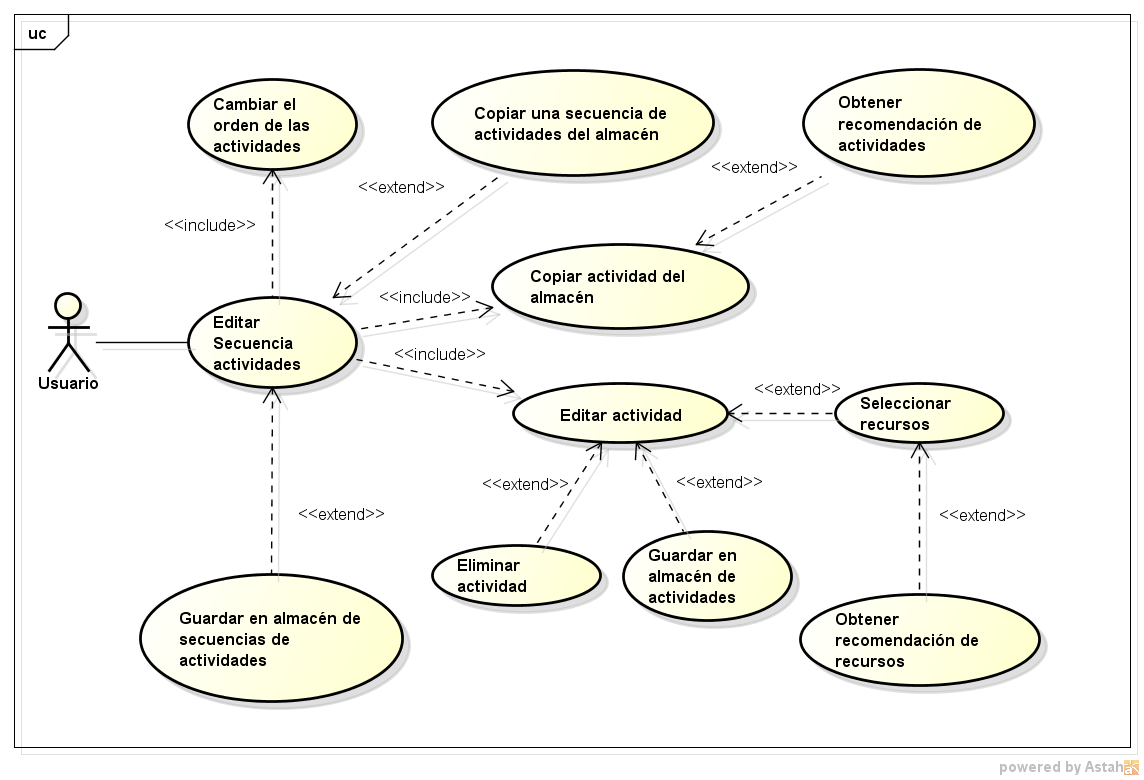 uc
Cambiar el
orden de las
actividades
Copiar una secuencia de
actividades del almacén
Obtener
recomendación de
actividades
<<extend>>
<<extend>>
<<include>>
Copiar actividad del
almacén
<<include>>
Editar
Secuencia
actividades
<<include>>
Usuario
Editar actividad
<<extend>>
Seleccionar
recursos
<<extend>>
<<extend>>
<<extend>>
<<extend>>
Eliminar
actividad
Guardar en
almacén de
actividades
Guardar en almacén de
secuencias de
actividades
Obtener
recomendación de
recursos
powered by Astah